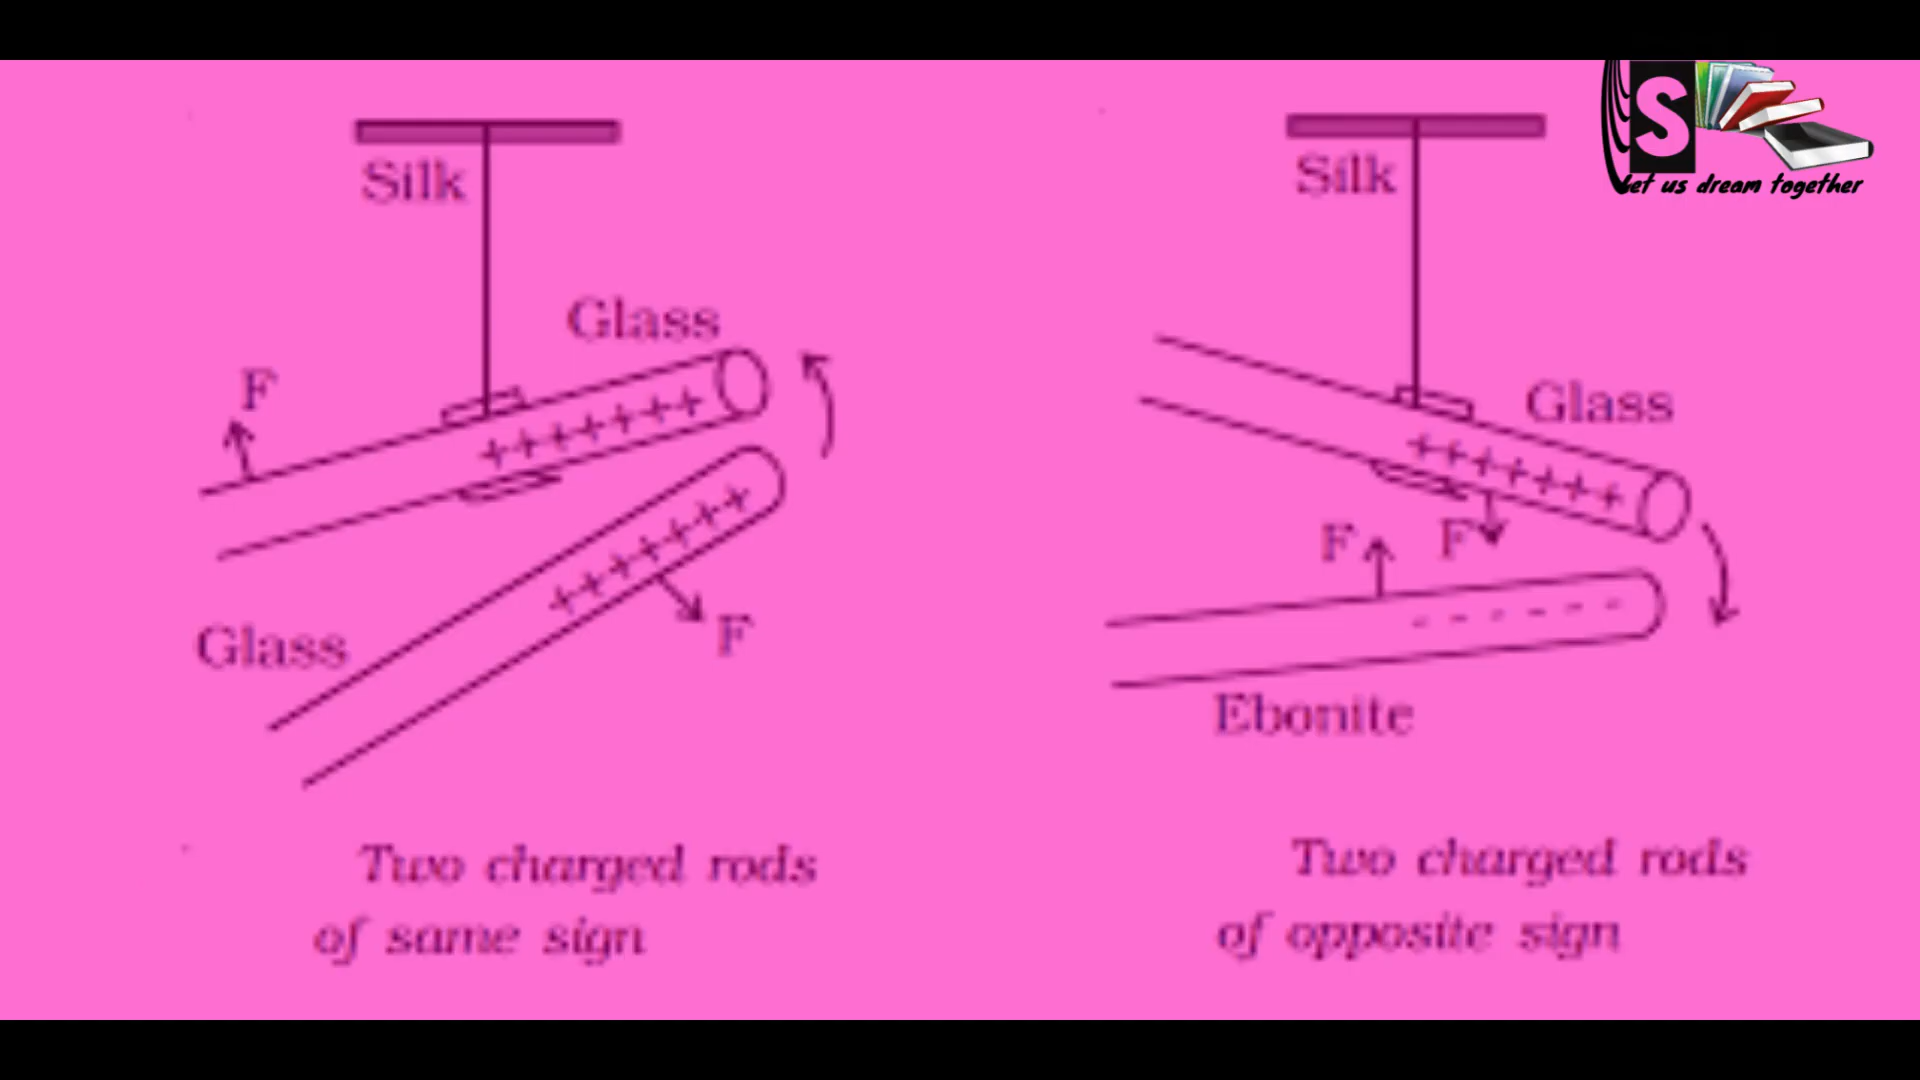 Silk
Glass
F
+++++++
+++++++
F
Glass
Two charged rods
of same sign
Silk
Glass
+++++++
F
F
- - - - - -
Ebonite
Two charged rods
of opposite sign
S
Let us dream together